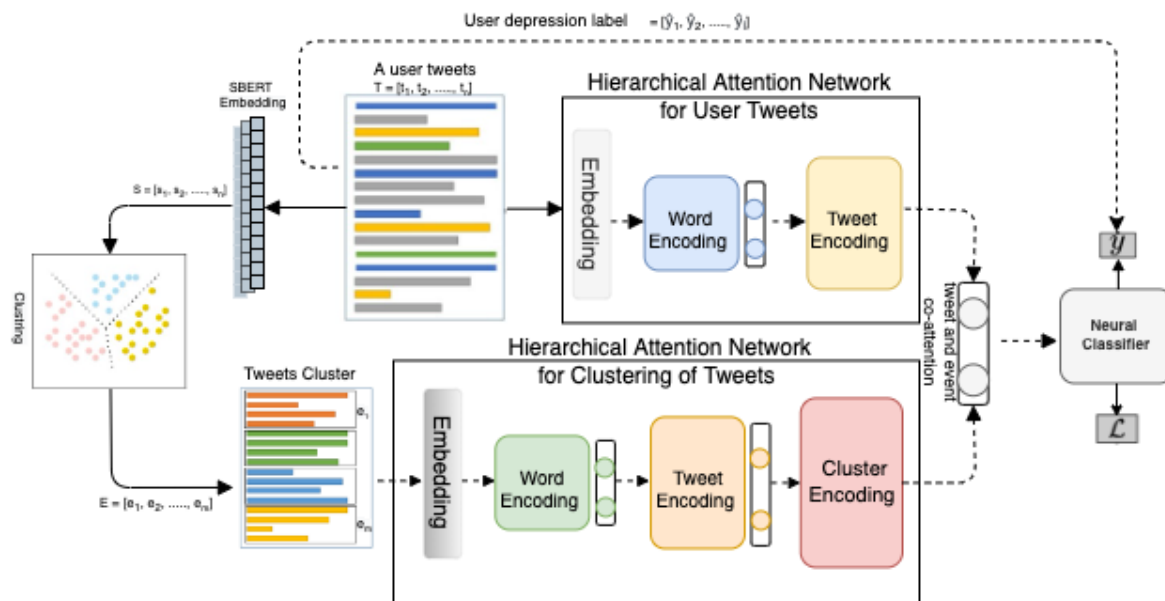 User depression label = [ŷ₁, ŷ₂, ....., ŷᵢ]
A user tweets
T = [t₁, t₂, ....., tₙ]
SBERT
Embedding
Hierarchical Attention Network
for User Tweets
Embedding
Word
Encoding
Tweet
Encoding
S = [s₁, s₂, ....., sₙ]
Clustring
tweet and event
co-attention
𝒴
Neural
Classifier
ℒ
Hierarchical Attention Network
for Clustering of Tweets
Tweets Cluster
e₁
eₘ
E = [e₁, e₂, ....., eₘ]
Embedding
Word
Encoding
Tweet
Encoding
Cluster
Encoding